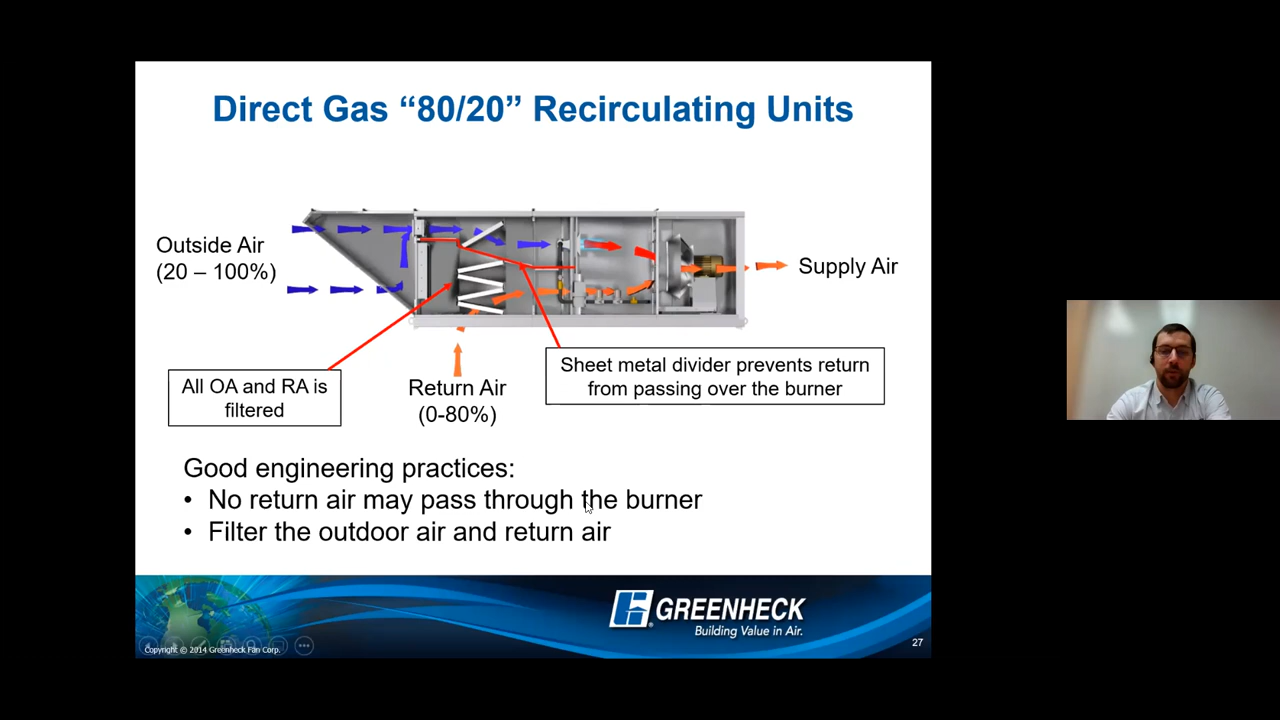 Direct Gas “80/20” Recirculating Units
Outside Air
(20 – 100%)
Supply Air
All OA and RA is
filtered
Return Air
(0-80%)
Sheet metal divider prevents return
from passing over the burner
Good engineering practices:
• No return air may pass through the burner
• Filter the outdoor air and return air
GREENHECK
Building Value in Air.
Copyright © 2014 Greenheck Fan Corp.
27